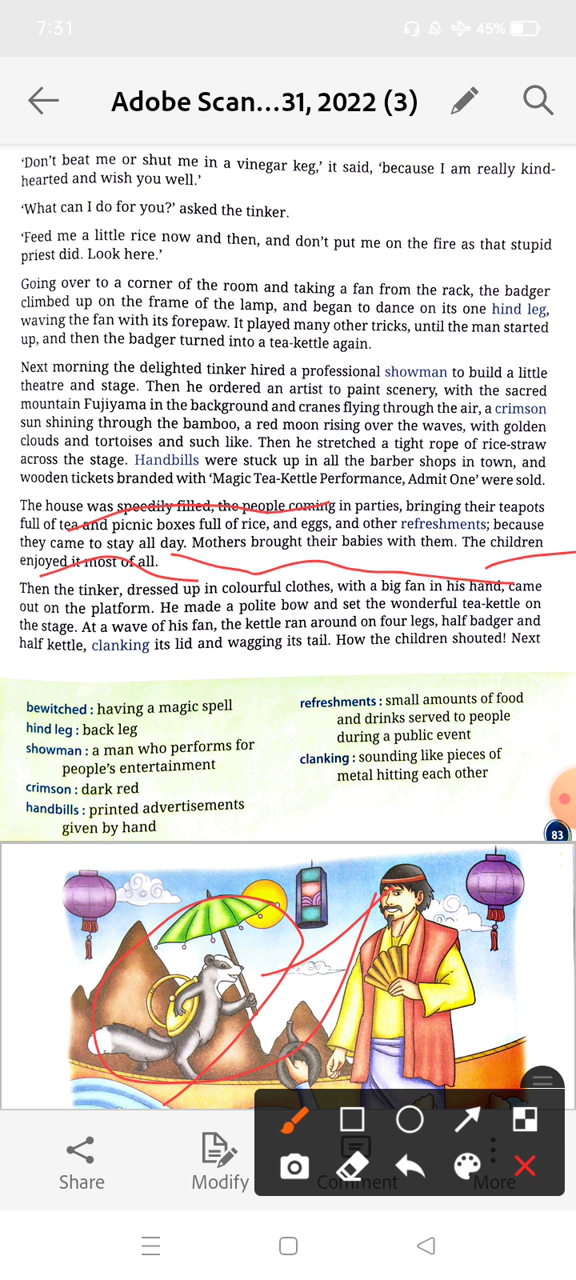 7:31
45%
Adobe Scan...31, 2022 (3)
‘Don’t beat me or shut me in a vinegar keg,’ it said, ‘because I am really kind-
hearted and wish you well.’
‘What can I do for you?’ asked the tinker.
‘Feed me a little rice now and then, and don’t put me on the fire as that stupid
priest did. Look here.’
Going over to a corner of the room and taking a fan from the rack, the badger
climbed up on the frame of the lamp, and began to dance on its one hind leg,
waving the fan with its forepaw. It played many other tricks, until the man started
up, and then the badger turned into a tea-kettle again.
Next morning the delighted tinker hired a professional showman to build a little
theatre and stage. Then he ordered an artist to paint scenery, with the sacred
mountain Fujiyama in the background and cranes flying through the air, a crimson
sun shining through the bamboo, a red moon rising over the waves, with golden
clouds and tortoises and such like. Then he stretched a tight rope of rice-straw
across the stage. Handbills were stuck up in all the barber shops in town, and
wooden tickets branded with ‘Magic Tea-Kettle Performance, Admit One’ were sold.
The house was speedily filled, the people coming in parties, bringing their teapots
full of tea and picnic boxes full of rice, and eggs, and other refreshments; because
they came to stay all day. Mothers brought their babies with them. The children
enjoyed it most of all.
Then the tinker, dressed up in colourful clothes, with a big fan in his hand, came
out on the platform. He made a polite bow and set the wonderful tea-kettle on
the stage. At a wave of his fan, the kettle ran around on four legs, half badger and
half kettle, clanking its lid and wagging its tail. How the children shouted! Next
bewitched : having a magic spell
hind leg : back leg
showman : a man who performs for
people’s entertainment
crimson : dark red
handbills : printed advertisements
given by hand
refreshments : small amounts of food
and drinks served to people
during a public event
clanking : sounding like pieces of
metal hitting each other
83
Share
Modify
Comment
More